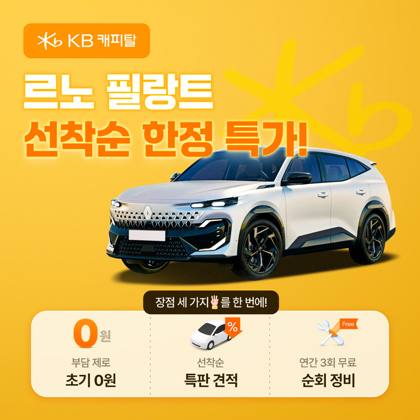 KB 캐피탈
르노 필랑트
선착순 한정 특가!
장점 세 가지를 한 번에!
0원
부담 제로
초기 0원
%
선착순
특판 견적
Free
연간 3회 무료
순회 정비